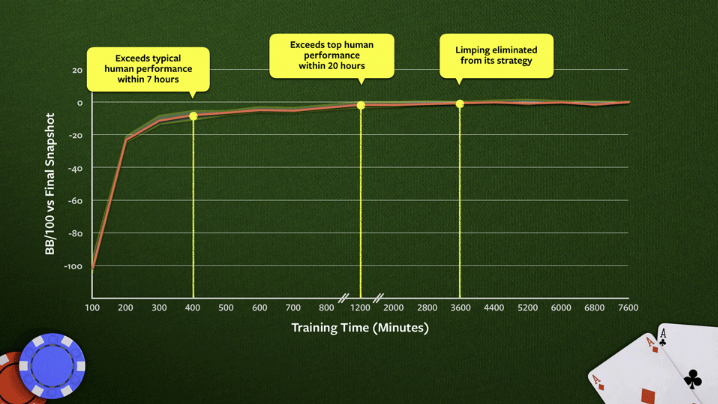 Exceeds typical
human performance
within 7 hours
Exceeds top human
performance
within 20 hours
Limping eliminated
from its strategy
BB/100 vs Final Snapshot
20
0
-20
-40
-60
-80
-100
100 200 300 400 500 600 700 800 1200 2000 2800 3600 4400 5200 6000 6800 7600
Training Time (Minutes)
A
A
A